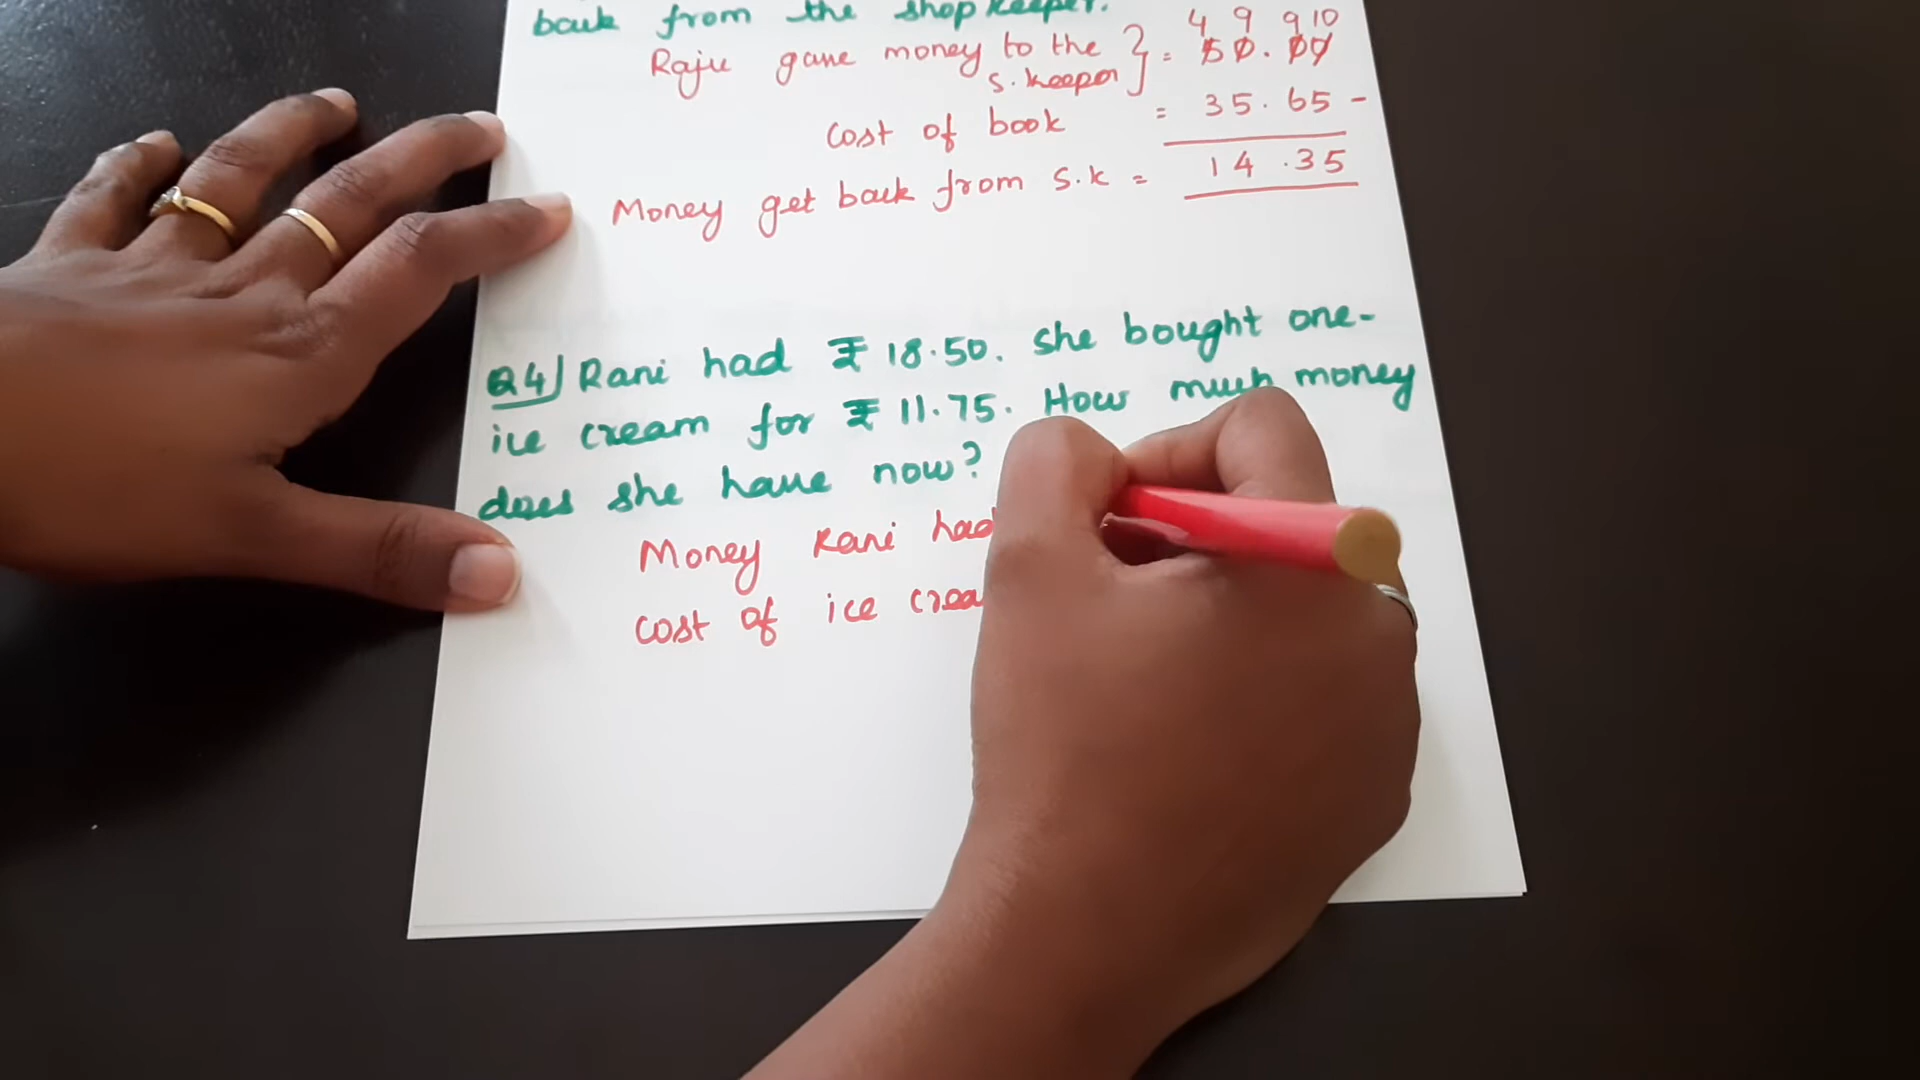 back from the shopkeeper.
4 9 9 10
Raju gave money to the } = 50.00
s.keeper
Cost of book = 35.65 -
Money get back from s.k = 14.35
Q4) Rani had ₹ 18.50. She bought one-
ice cream for ₹ 11.75. How much money
does she have now?
Money Rani had
Cost of ice crea